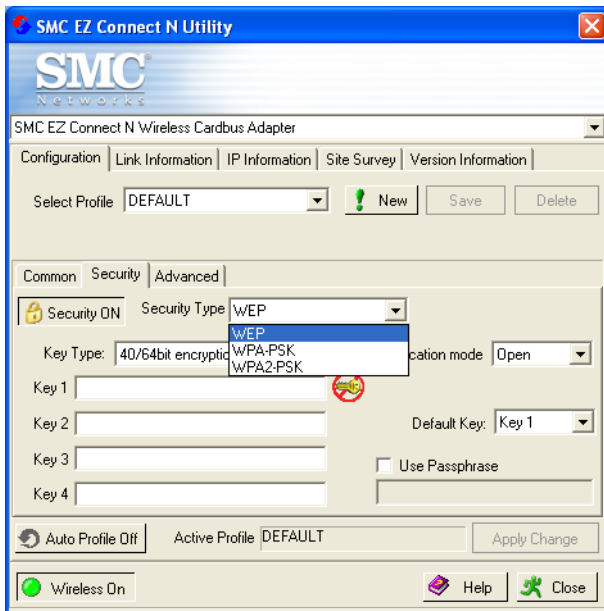 SMC EZ Connect N Utility
SMC®
Networks
SMC EZ Connect N Wireless Cardbus Adapter
Configuration Link Information IP Information Site Survey Version Information
Select Profile DEFAULT New Save Delete
Common Security Advanced
Security ON Security Type WEP
WEP
WPA-PSK
WPA2-PSK
Key Type: 40/64bit encryptic cation mode Open
Key 1
Key 2 Default Key: Key 1
Key 3 Use Passphrase
Key 4
Auto Profile Off Active Profile DEFAULT Apply Change
Wireless On Help Close